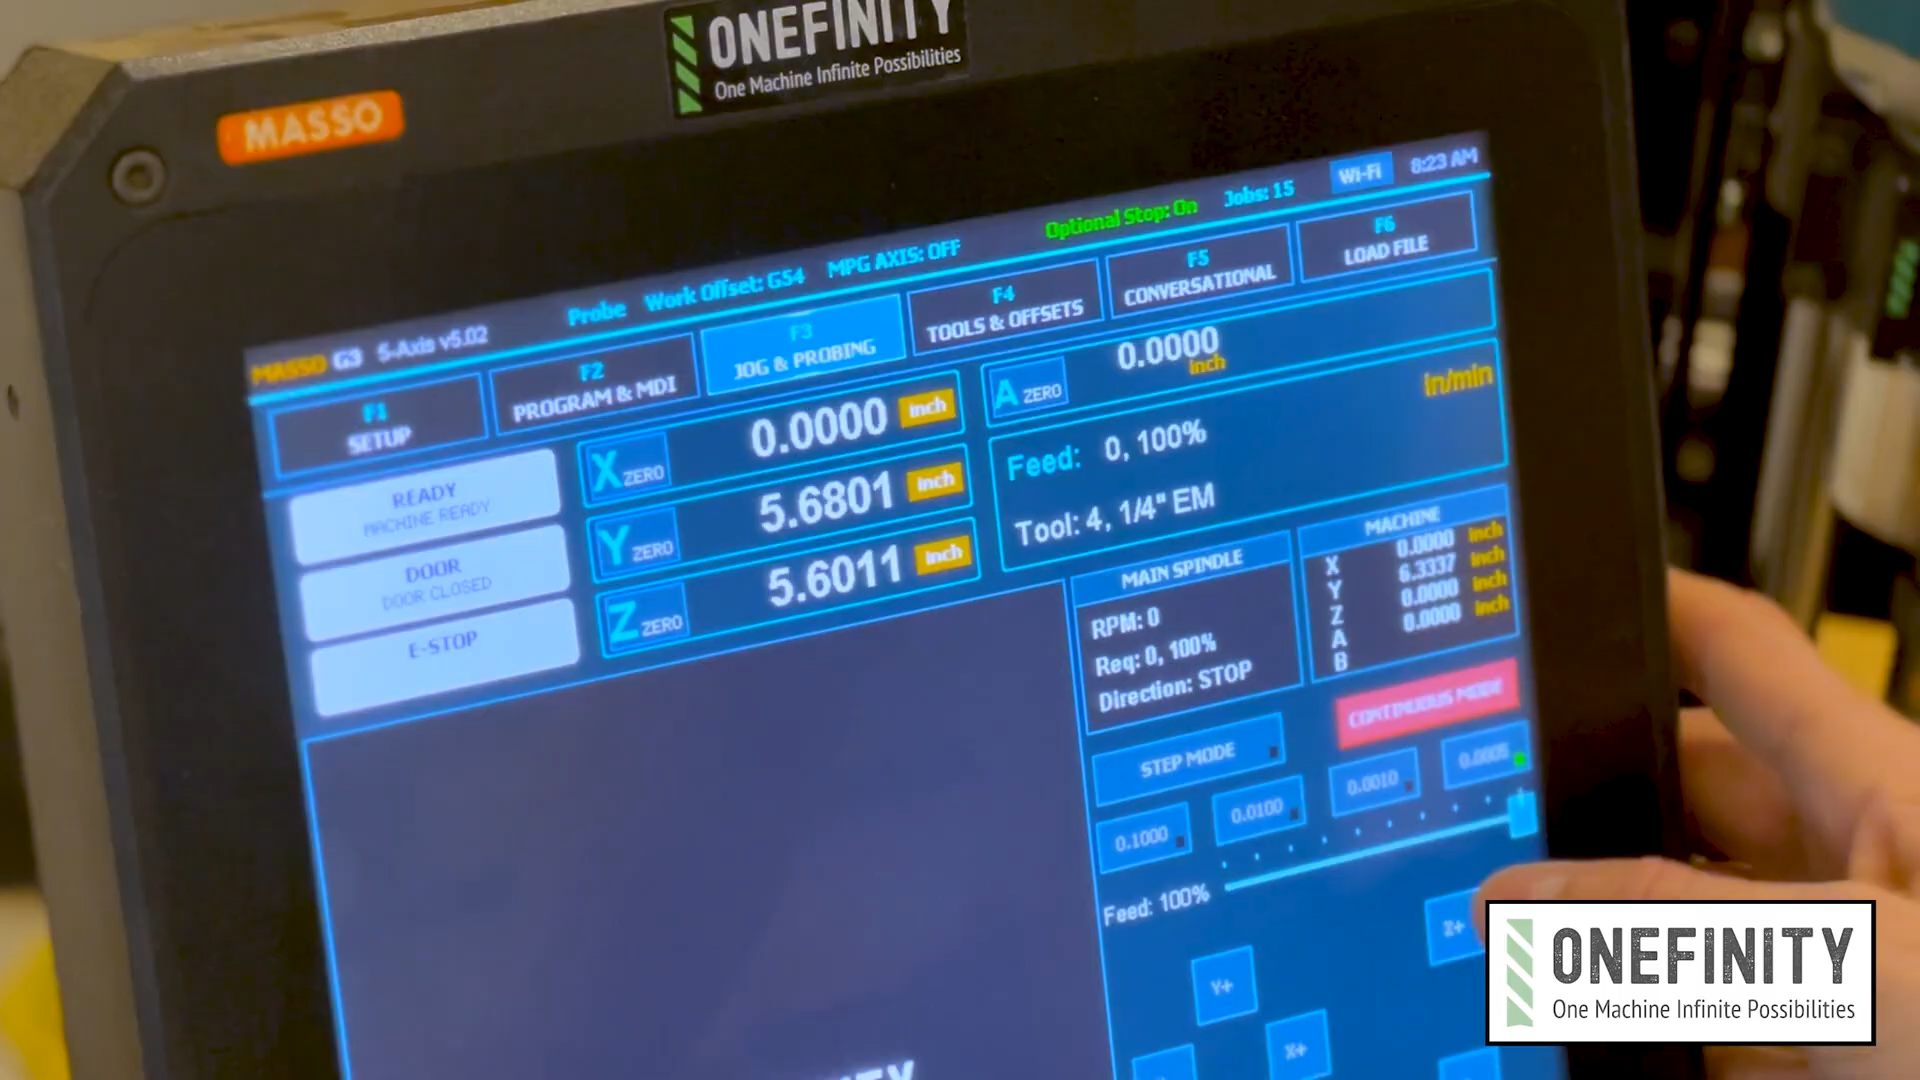 ONEFINITY
One Machine Infinite Possibilities
MASSO
MASSO G3 5-Axis v5.02
Probe Work Offset: G54 MPG AXIS: OFF
Optional Stop: On
Jobs: 15
Wi-Fi
8:23 AM
F1
SETUP
F2
PROGRAM & MDI
F3
JOG & PROBING
F4
TOOLS & OFFSETS
F5
CONVERSATIONAL
F6
LOAD FILE
READY
MACHINE READY
DOOR
DOOR CLOSED
E-STOP
X ZERO 0.0000 inch
Y ZERO 5.6801 inch
Z ZERO 5.6011 inch
A ZERO 0.0000
inch
in/min
Feed: 0, 100%
Tool: 4, 1/4" EM
MAIN SPINDLE
RPM: 0
Req: 0, 100%
Direction: STOP
MACHINE
X 0.0000 inch
Y 6.3337 inch
Z 0.0000 inch
A 0.0000 inch
B
STEP MODE
CONTINUOUS MODE
0.1000
0.0100
0.0010
0.0005
Feed: 100%
Z+
Y+
X+
ONEFINITY
One Machine Infinite Possibilities